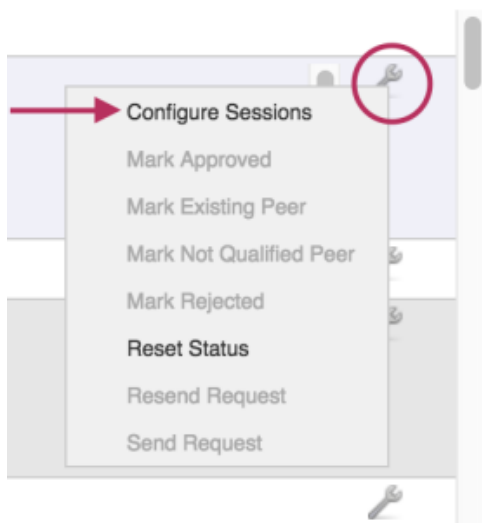 Configure Sessions
Mark Approved
Mark Existing Peer
Mark Not Qualified Peer
Mark Rejected
Reset Status
Resend Request
Send Request